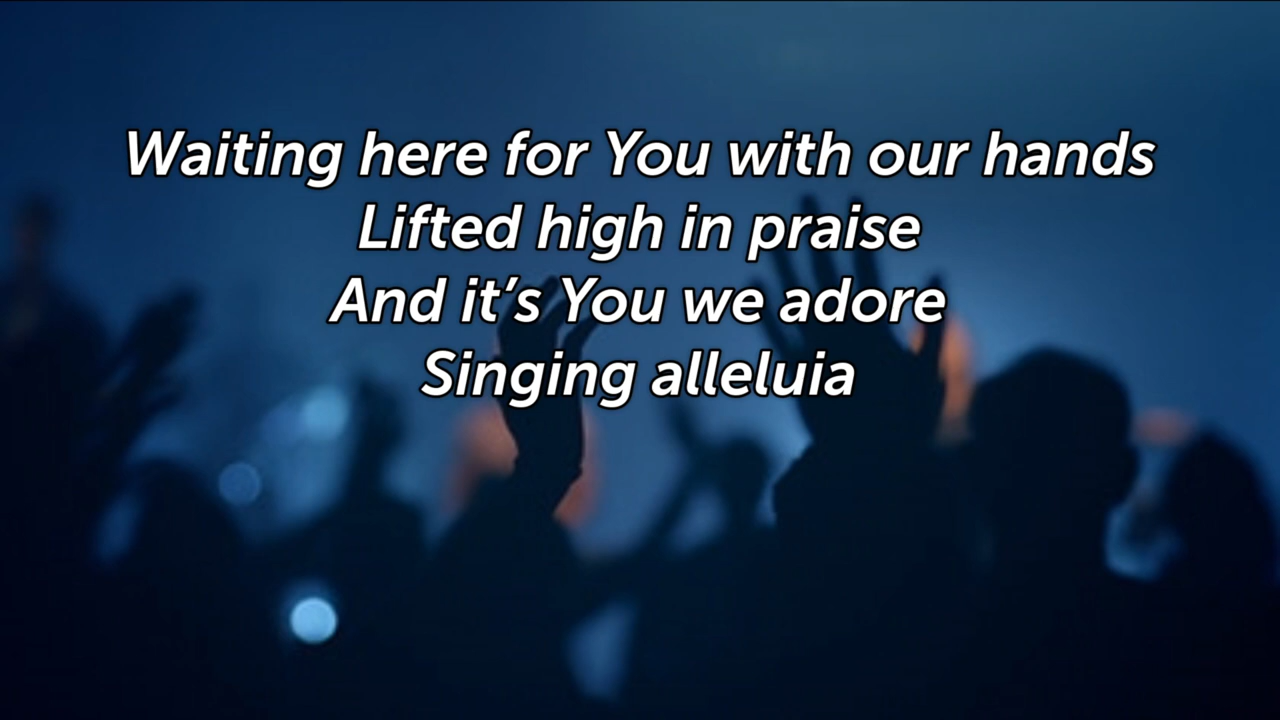 Waiting here for You with our hands
Lifted high in praise
And it’s You we adore
Singing alleluia